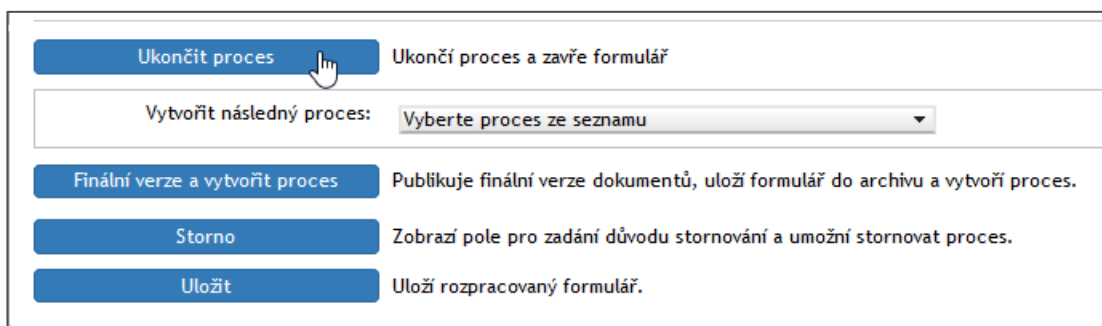 Ukončit proces Ukončí proces a zavře formulář
Vytvořit následný proces: Vyberte proces ze seznamu
Finální verze a vytvořit proces Publikuje finální verze dokumentů, uloží formulář do archivu a vytvoří proces.
Storno Zobrazí pole pro zadání důvodu stornování a umožní stornovat proces.
Uložit Uloží rozpracovaný formulář.